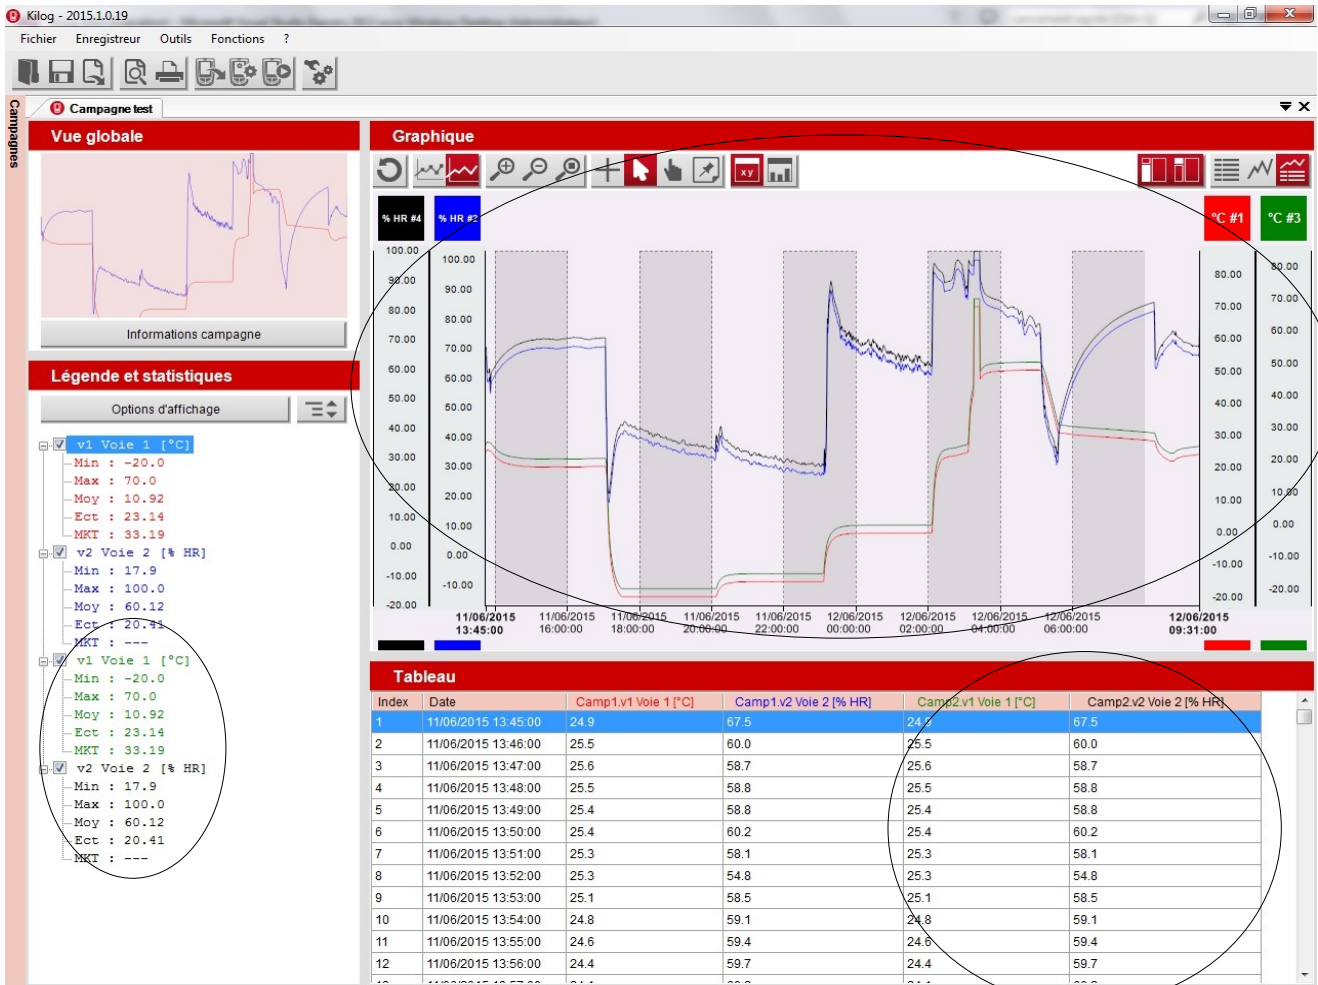 Kilog - 2015.1.0.19
Fichier Enregistreur Outils Fonctions ?
Campagnes
Campagne test
Vue globale
Informations campagne
Légende et statistiques
Options d'affichage
v1 Voie 1 [°C]
Min : -20.0
Max : 70.0
Moy : 10.92
Ect : 23.14
MKT : 33.19
v2 Voie 2 [% HR]
Min : 17.9
Max : 100.0
Moy : 60.12
Ect : 20.41
MKT : ---
v1 Voie 1 [°C]
Min : -20.0
Max : 70.0
Moy : 10.92
Ect : 23.14
MKT : 33.19
v2 Voie 2 [% HR]
Min : 17.9
Max : 100.0
Moy : 60.12
Ect : 20.41
MKT : ---
Graphique
xy
% HR #4 % HR #2 °C #1 °C #3
100.00
90.00
80.00
70.00
60.00
50.00
40.00
30.00
20.00
10.00
0.00
-10.00
-20.00
100.00
90.00
80.00
70.00
60.00
50.00
40.00
30.00
20.00
10.00
0.00
-10.00
80.00
70.00
60.00
50.00
40.00
30.00
20.00
10.00
0.00
-10.00
-20.00
80.00
70.00
60.00
50.00
40.00
30.00
20.00
10.00
0.00
-10.00
-20.00
11/06/2015 11/06/2015 11/06/2015 11/06/2015 11/06/2015 12/06/2015 12/06/2015 12/06/2015 12/06/2015 12/06/2015
13:45:00 16:00:00 18:00:00 20:00:00 22:00:00 00:00:00 02:00:00 04:00:00 06:00:00 09:31:00
Tableau
Index Date Camp1.v1 Voie 1 [°C] Camp1.v2 Voie 2 [% HR] Camp2.v1 Voie 1 [°C] Camp2.v2 Voie 2 [% HR]
1 11/06/2015 13:45:00 24.9 67.5 24.9 67.5
2 11/06/2015 13:46:00 25.5 60.0 25.5 60.0
3 11/06/2015 13:47:00 25.6 58.7 25.6 58.7
4 11/06/2015 13:48:00 25.5 58.8 25.5 58.8
5 11/06/2015 13:49:00 25.4 58.8 25.4 58.8
6 11/06/2015 13:50:00 25.4 60.2 25.4 60.2
7 11/06/2015 13:51:00 25.3 58.1 25.3 58.1
8 11/06/2015 13:52:00 25.3 54.8 25.3 54.8
9 11/06/2015 13:53:00 25.1 58.5 25.1 58.5
10 11/06/2015 13:54:00 24.8 59.1 24.8 59.1
11 11/06/2015 13:55:00 24.6 59.4 24.6 59.4
12 11/06/2015 13:56:00 24.4 59.7 24.4 59.7